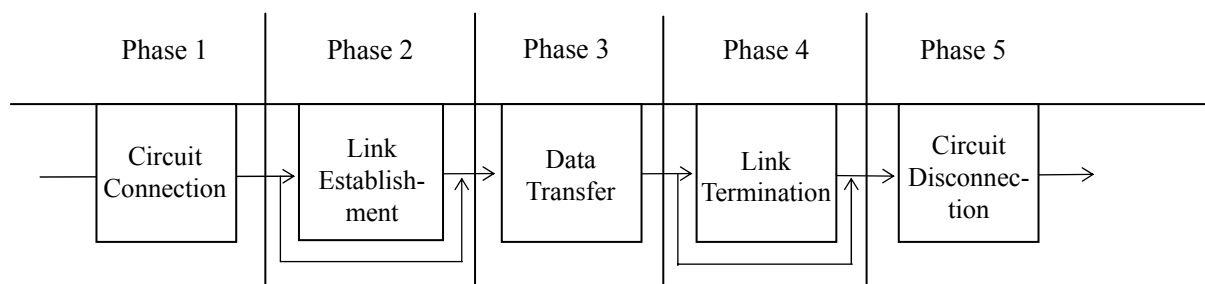 Phase 1
Phase 2
Phase 3
Phase 4
Phase 5
Circuit
Connection
Link
Establish-
ment
Data
Transfer
Link
Termination
Circuit
Disconnec-
tion